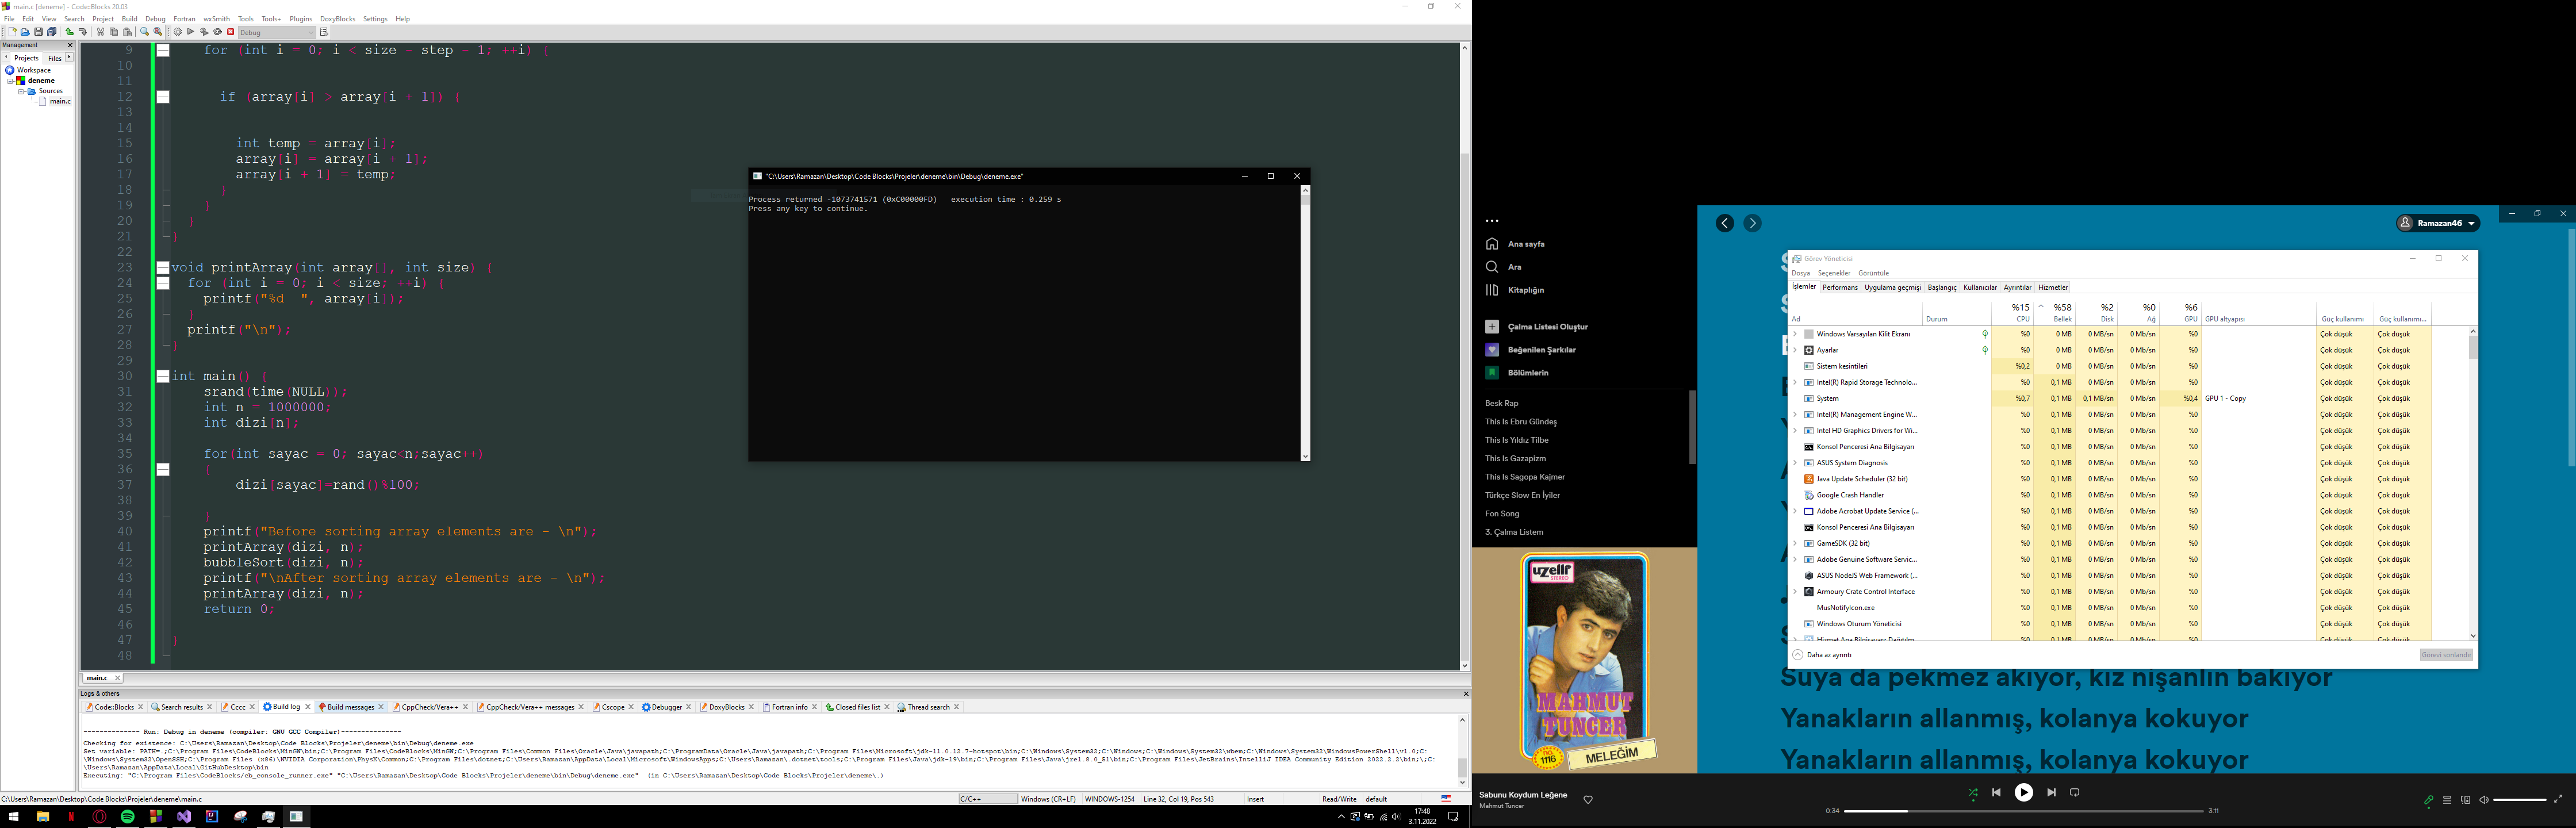 main.c [deneme] - Code::Blocks 20.03
File Edit View Search Project Build Debug Fortran wxSmith Tools Tools+ Plugins DoxyBlocks Settings Help
Debug
Management
Projects Files
Workspace
deneme
Sources
main.c
9 for (int i = 0; i < size - step - 1; ++i) {
10
11
12 if (array[i] > array[i + 1]) {
13
14
15 int temp = array[i];
16 array[i] = array[i + 1];
17 array[i + 1] = temp;
18 }
19 }
20 }
21 }
22
23 void printArray(int array[], int size) {
24 for (int i = 0; i < size; ++i) {
25 printf("%d  ", array[i]);
26 }
27 printf("\n");
28 }
29
30 int main() {
31 srand(time(NULL));
32 int n = 1000000;
33 int dizi[n];
34
35 for(int sayac = 0; sayac<n;sayac++)
36 {
37 dizi[sayac]=rand()%100;
38
39 }
40 printf("Before sorting array elements are - \n");
41 printArray(dizi, n);
42 bubbleSort(dizi, n);
43 printf("\nAfter sorting array elements are - \n");
44 printArray(dizi, n);
45 return 0;
46
47 }
48
"C:\Users\Ramazan\Desktop\Code Blocks\Projeler\deneme\bin\Debug\deneme.exe"
Process returned -1073741571 (0xC00000FD)   execution time : 0.259 s
Press any key to continue.
main.c
Logs & others
Code::Blocks Search results Cccc Build log Build messages CppCheck/Vera++ CppCheck/Vera++ messages Cscope Debugger DoxyBlocks Fortran info Closed files list Thread search
-------------- Run: Debug in deneme (compiler: GNU GCC Compiler)---------------
Checking for existence: C:\Users\Ramazan\Desktop\Code Blocks\Projeler\deneme\bin\Debug\deneme.exe
Set variable: PATH=.;C:\Program Files\CodeBlocks\MinGW\bin;C:\Program Files\CodeBlocks\MinGW;C:\Program Files\Common Files\Oracle\Java\javapath;C:\ProgramData\Oracle\Java\javapath;C:\Program Files\Microsoft\jdk-11.0.12.7-hotspot\bin;C:\Windows\System32;C:\Windows;C:\Windows\System32\wbem;C:\Windows\System32\WindowsPowerShell\v1.0;C:
\Windows\System32\OpenSSH;C:\Program Files (x86)\NVIDIA Corporation\PhysX\Common;C:\Program Files\dotnet;C:\Users\Ramazan\AppData\Local\Microsoft\WindowsApps;C:\Users\Ramazan\.dotnet\tools;C:\Program Files\Java\jdk-19\bin;C:\Program Files\Java\jre1.8.0_51\bin;C:\Program Files\JetBrains\IntelliJ IDEA Community Edition 2022.2.2\bin;\;C:
\Users\Ramazan\AppData\Local\GitHubDesktop\bin
Executing: "C:\Program Files\CodeBlocks/cb_console_runner.exe" "C:\Users\Ramazan\Desktop\Code Blocks\Projeler\deneme\bin\Debug\deneme.exe"  (in C:\Users\Ramazan\Desktop\Code Blocks\Projeler\deneme\.)
C:\Users\Ramazan\Desktop\Code Blocks\Projeler\deneme\main.c C/C++ Windows (CR+LF) WINDOWS-1254 Line 32, Col 19, Pos 543 Insert Read/Write default
17:48
3.11.2022
Ana sayfa
Ara
Kitaplığın
Çalma Listesi Oluştur
Beğenilen Şarkılar
Bölümlerin
Besk Rap
This Is Ebru Gündeş
This Is Yıldız Tilbe
This Is Gazapizm
This Is Sagopa Kajmer
Türkçe Slow En İyiler
Fon Song
3. Çalma Listem
uzellr
STEREO
MAHMUT
TUNCER
no.
1116
MELEĞİM
Sabunu Koydum Leğene
Mahmut Tuncer
Ramazan46
Görev Yöneticisi
Dosya Seçenekler Görüntüle
İşlemler Performans Uygulama geçmişi Başlangıç Kullanıcılar Ayrıntılar Hizmetler
%15 %58 %2 %0 %6
Ad Durum CPU Bellek Disk Ağ GPU GPU altyapısı Güç kullanımı Güç kullanımı...
Windows Varsayılan Kilit Ekranı %0 0 MB 0 MB/sn 0 Mb/sn %0 Çok düşük Çok düşük
Ayarlar %0 0 MB 0 MB/sn 0 Mb/sn %0 Çok düşük Çok düşük
Sistem kesintileri %0,2 0 MB 0 MB/sn 0 Mb/sn %0 Çok düşük Çok düşük
Intel(R) Rapid Storage Technolo... %0 0,1 MB 0 MB/sn 0 Mb/sn %0 Çok düşük Çok düşük
System %0,7 0,1 MB 0,1 MB/sn 0 Mb/sn %0,4 GPU 1 - Copy Çok düşük Çok düşük
Intel(R) Management Engine W... %0 0,1 MB 0 MB/sn 0 Mb/sn %0 Çok düşük Çok düşük
Intel HD Graphics Drivers for Wi... %0 0,1 MB 0 MB/sn 0 Mb/sn %0 Çok düşük Çok düşük
Konsol Penceresi Ana Bilgisayarı %0 0,1 MB 0 MB/sn 0 Mb/sn %0 Çok düşük Çok düşük
ASUS System Diagnosis %0 0,1 MB 0 MB/sn 0 Mb/sn %0 Çok düşük Çok düşük
Java Update Scheduler (32 bit) %0 0,1 MB 0 MB/sn 0 Mb/sn %0 Çok düşük Çok düşük
Google Crash Handler %0 0,1 MB 0 MB/sn 0 Mb/sn %0 Çok düşük Çok düşük
Adobe Acrobat Update Service (... %0 0,1 MB 0 MB/sn 0 Mb/sn %0 Çok düşük Çok düşük
Konsol Penceresi Ana Bilgisayarı %0 0,1 MB 0 MB/sn 0 Mb/sn %0 Çok düşük Çok düşük
GameSDK (32 bit) %0 0,1 MB 0 MB/sn 0 Mb/sn %0 Çok düşük Çok düşük
Adobe Genuine Software Servic... %0 0,1 MB 0 MB/sn 0 Mb/sn %0 Çok düşük Çok düşük
ASUS NodeJS Web Framework (... %0 0,1 MB 0 MB/sn 0 Mb/sn %0 Çok düşük Çok düşük
Armoury Crate Control Interface %0 0,1 MB 0 MB/sn 0 Mb/sn %0 Çok düşük Çok düşük
MusNotifyIcon.exe %0 0,1 MB 0 MB/sn 0 Mb/sn %0 Çok düşük Çok düşük
Windows Oturum Yöneticisi %0 0,1 MB 0 MB/sn 0 Mb/sn %0 Çok düşük Çok düşük
Hizmet Ana Bilgisayarı: Dağıtılm... %0 0,1 MB 0 MB/sn 0 Mb/sn %0 Çok düşük Çok düşük
Daha az ayrıntı Görevi sonlandır
Suya da pekmez akıyor, kız nişanlın bakıyor
Yanakların allanmış, kolanya kokuyor
Yanakların allanmış, kolanya kokuyor
0:34 3:11